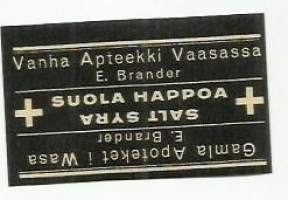 Vanha Apteekki Vaasassa
E. Brander
SUOLA HAPPOA
SALT SYRA
E. Brander
Gamla Apoteket i Wasa